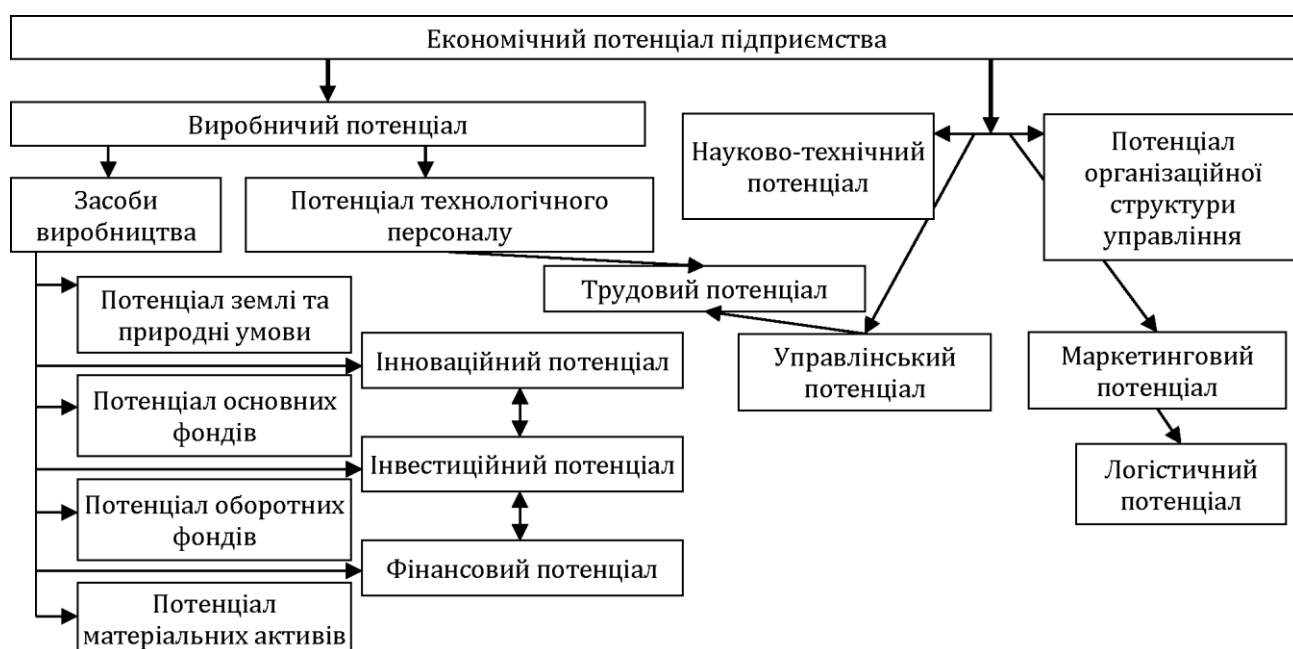 Економічний потенціал підприємства
Виробничий потенціал
Науково-технічний
потенціал
Потенціал
організаційної
структури
управління
Засоби
виробництва
Потенціал технологічного
персоналу
Потенціал землі та
природні умови
Трудовий потенціал
Інноваційний потенціал
Управлінський
потенціал
Маркетинговий
потенціал
Потенціал основних
фондів
Інвестиційний потенціал
Логістичний
потенціал
Потенціал оборотних
фондів
Фінансовий потенціал
Потенціал
матеріальних активів